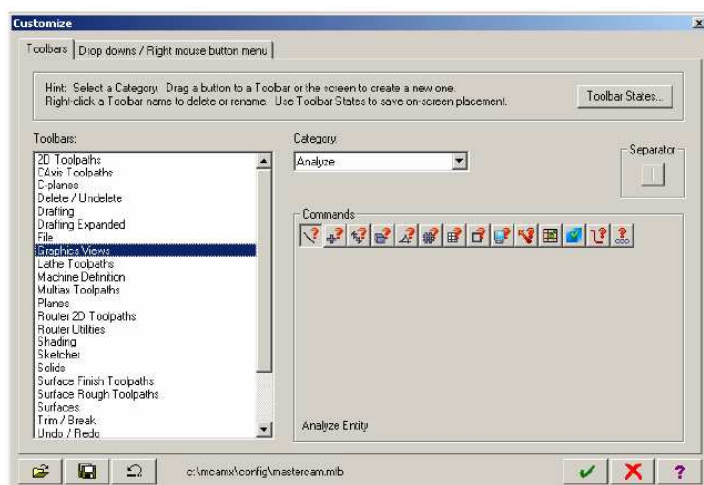 Customize
Toolbars
Drop downs / Right mouse button menu
Hint: Select a Category. Drag a button to a Toolbar or the screen to create a new one.
Right-click a Toolbar name to delete or rename. Use Toolbar States to save on-screen placement.
Toolbar States...
Toolbars:
2D Toolpaths
CAxis Toolpaths
C-planes
Delete / Undelete
Drafting
Drafting Expanded
File
Graphics Views
Lathe Toolpaths
Machine Definition
Multiax Toolpaths
Planes
Router 2D Toolpaths
Router Utilities
Shading
Sketcher
Solids
Surface Finish Toolpaths
Surface Rough Toolpaths
Surfaces
Trim / Break
Undo / Redo
Category:
Analyze
Separator
Commands
Analyze Entity
c:\mcamx\config\mastercam.mtb